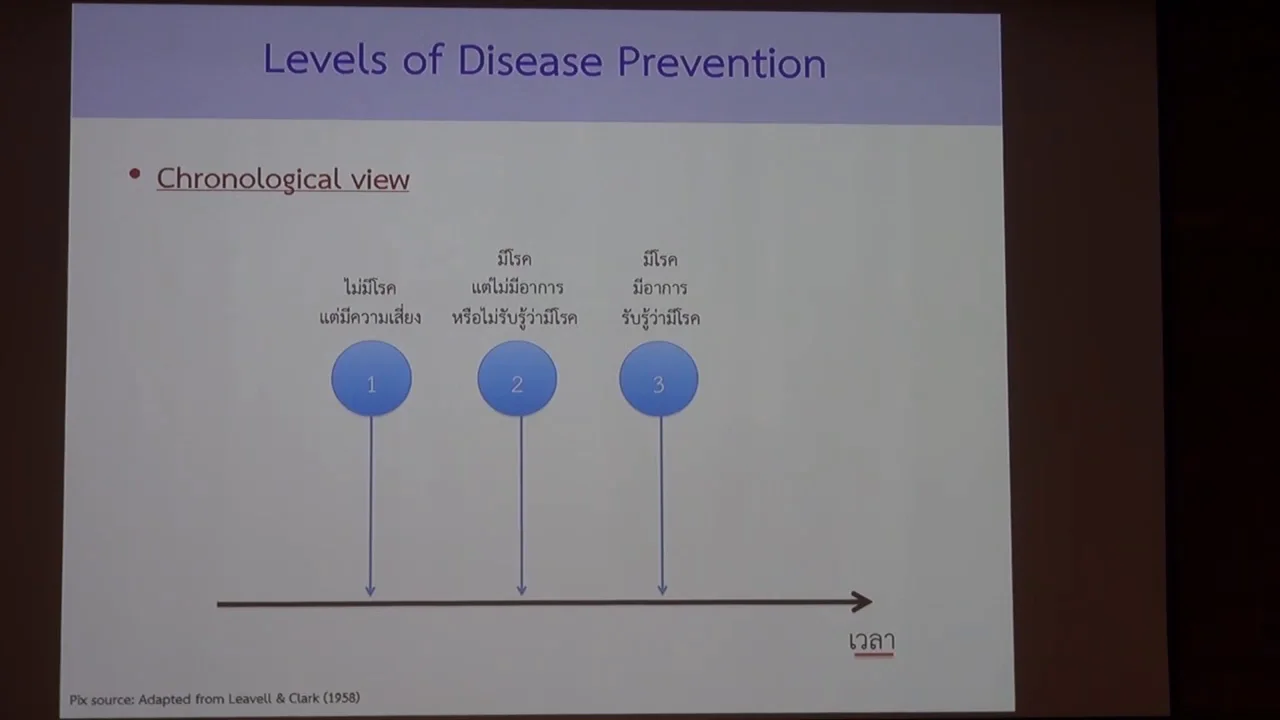 Levels of Disease Prevention
• Chronological view
ไม่มีโรค
แต่มีความเสี่ยง
มีโรค
แต่ไม่มีอาการ
หรือไม่รับรู้ว่ามีโรค
มีโรค
มีอาการ
รับรู้ว่ามีโรค
1
2
3
เวลา
Pix source: Adapted from Leavell & Clark (1958)